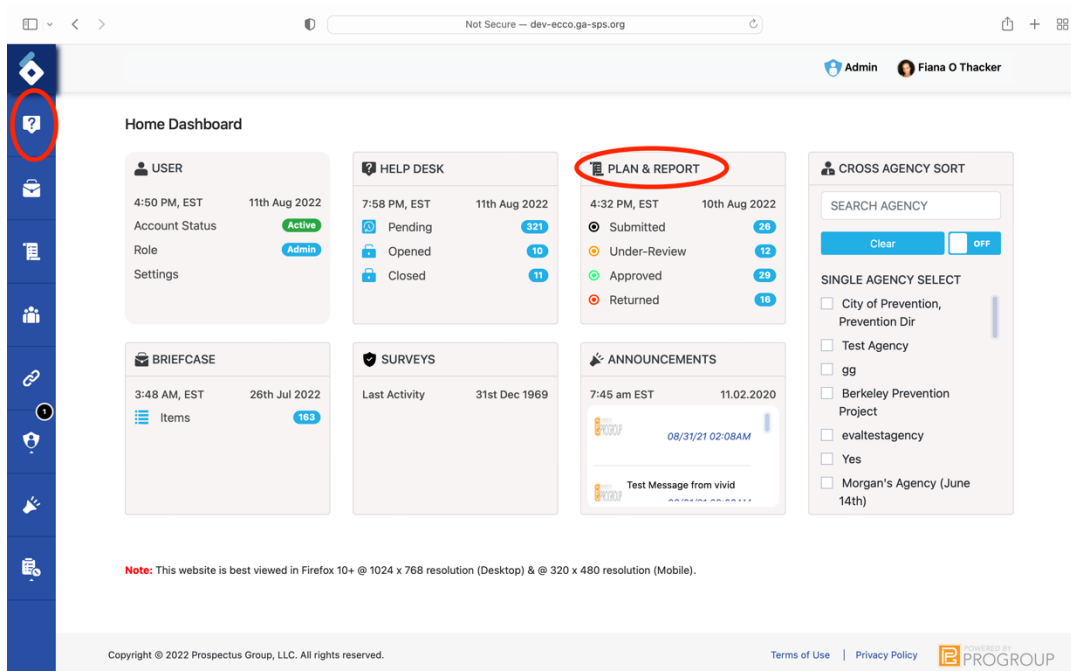 Not Secure — dev-ecco.ga-sps.org
Admin
Fiana O Thacker
Home Dashboard
USER
4:50 PM, EST 11th Aug 2022
Account Status Active
Role Admin
Settings
HELP DESK
7:58 PM, EST 11th Aug 2022
Pending 321
Opened 10
Closed 11
PLAN & REPORT
4:32 PM, EST 10th Aug 2022
Submitted 26
Under-Review 12
Approved 29
Returned 16
CROSS AGENCY SORT
SEARCH AGENCY
Clear OFF
SINGLE AGENCY SELECT
City of Prevention,
Prevention Dir
Test Agency
gg
Berkeley Prevention
Project
evaltestagency
Yes
Morgan's Agency (June
14th)
BRIEFCASE
3:48 AM, EST 26th Jul 2022
Items 163
SURVEYS
Last Activity 31st Dec 1969
ANNOUNCEMENTS
7:45 am EST 11.02.2020
PROGROUP
08/31/21 02:08AM
Test Message from vivid
PROGROUP
1
Note: This website is best viewed in Firefox 10+ @ 1024 x 768 resolution (Desktop) & @ 320 x 480 resolution (Mobile).
Copyright © 2022 Prospectus Group, LLC. All rights reserved.
Terms of Use | Privacy Policy
POWERED BY
PROGROUP